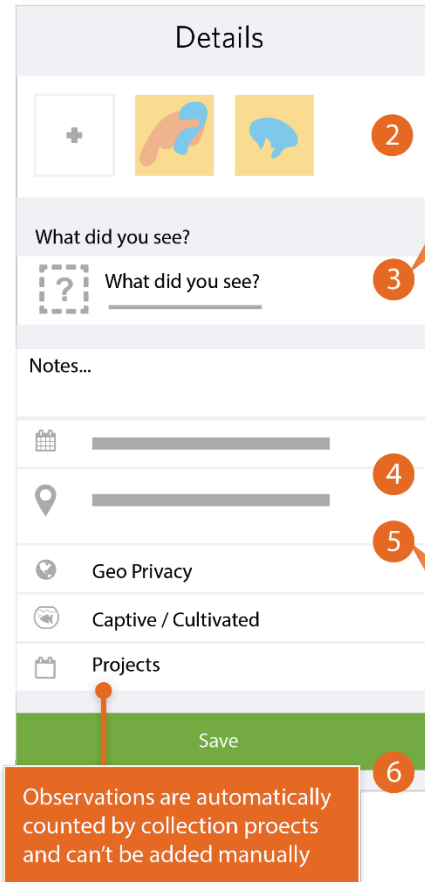 Details
2
What did you see?
?
What did you see?
3
Notes...
4
5
Geo Privacy
Captive / Cultivated
Projects
Save
6
Observations are automatically
counted by collection proects
and can't be added manually